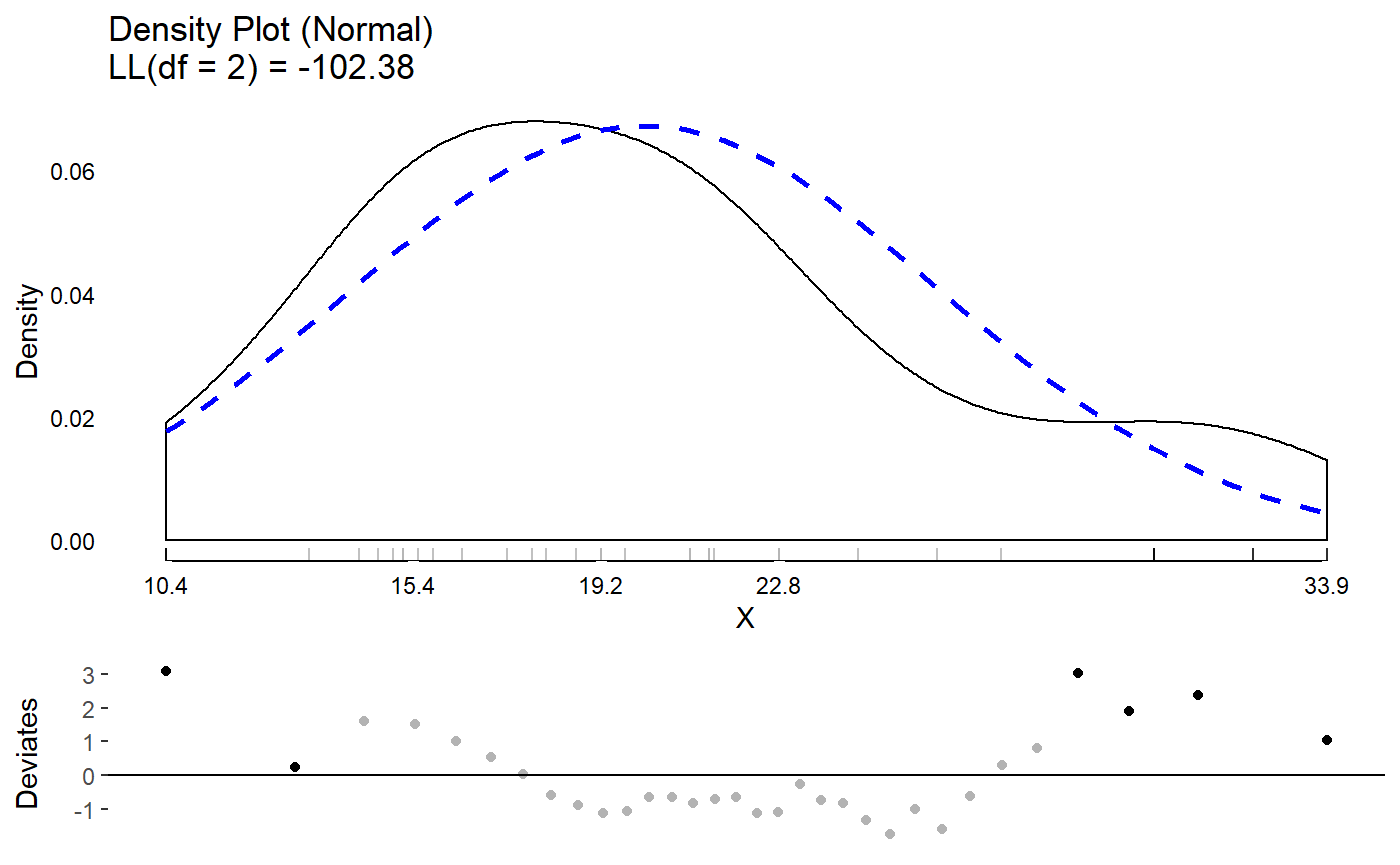 Density Plot (Normal)
LL(df = 2) = -102.38
Density
0.06
0.04
0.02
0.00
10.4 15.4 19.2 22.8 33.9
X
Deviates
3
2
1
0
-1